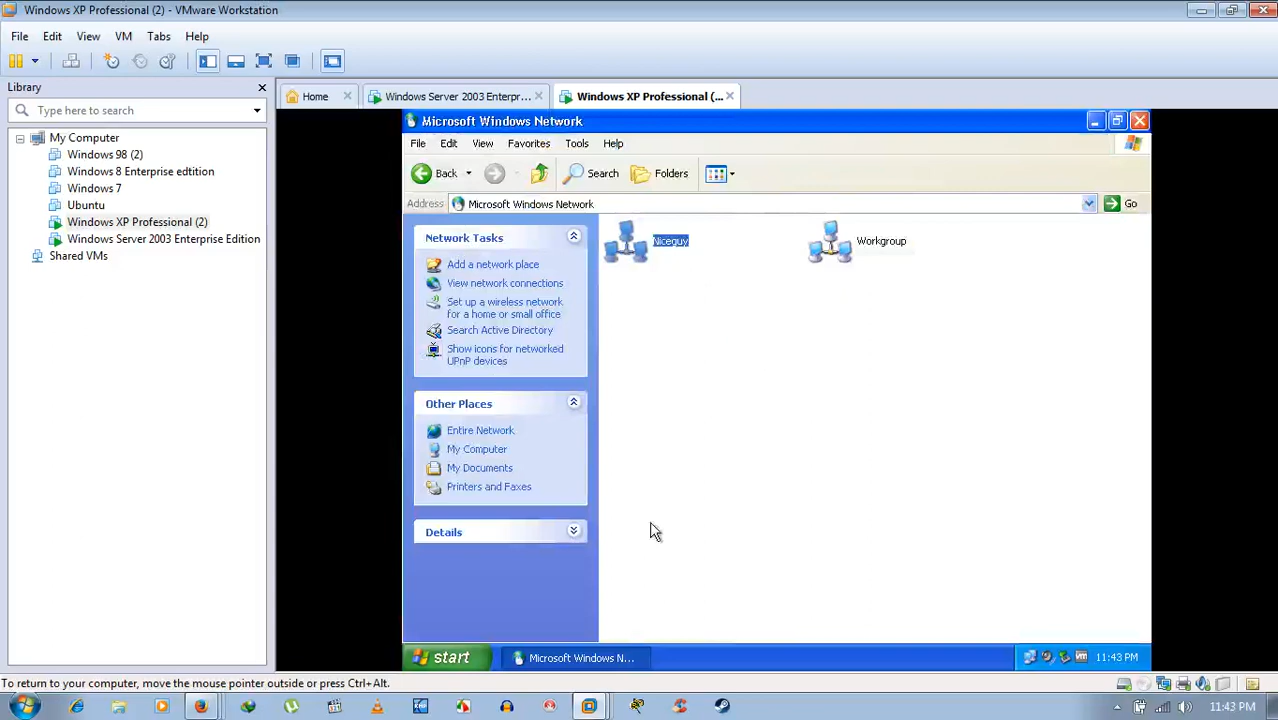 Windows XP Professional (2) - VMware Workstation
File Edit View VM Tabs Help
Library
Type here to search
My Computer
Windows 98 (2)
Windows 8 Enterprise edtition
Windows 7
Ubuntu
Windows XP Professional (2)
Windows Server 2003 Enterprise Edition
Shared VMs
Home
Windows Server 2003 Enterpr...
Windows XP Professional (...
Microsoft Windows Network
File Edit View Favorites Tools Help
Back Search Folders
Address Microsoft Windows Network Go
Network Tasks
Add a network place
View network connections
Set up a wireless network
for a home or small office
Search Active Directory
Show icons for networked
UPnP devices
Other Places
Entire Network
My Computer
My Documents
Printers and Faxes
Details
Niceguy
Workgroup
start
Microsoft Windows N...
11:43 PM
To return to your computer, move the mouse pointer outside or press Ctrl+Alt.
11:43 PM